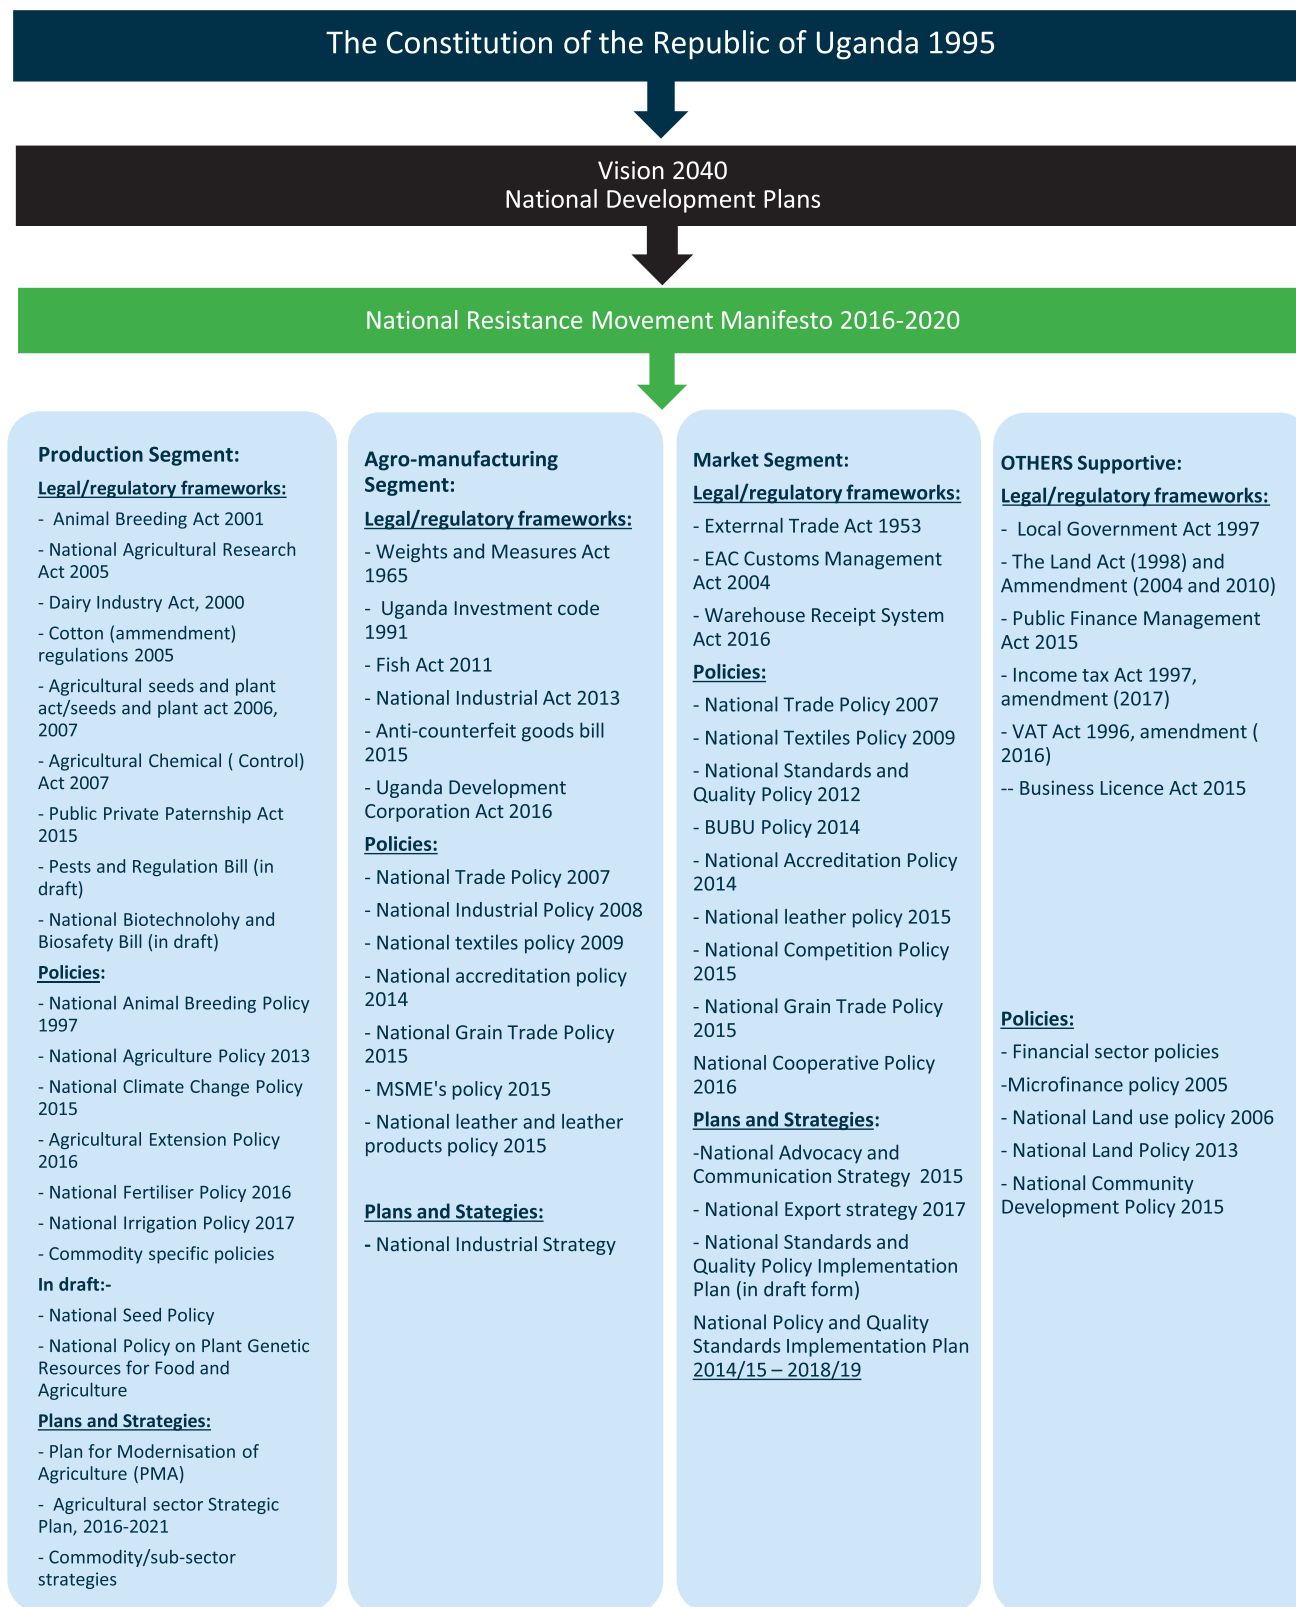 The Constitution of the Republic of Uganda 1995
Vision 2040
National Development Plans
National Resistance Movement Manifesto 2016-2020
Production Segment:
Legal/regulatory frameworks:
- Animal Breeding Act 2001
- National Agricultural Research
Act 2005
- Dairy Industry Act, 2000
- Cotton (ammendment)
regulations 2005
- Agricultural seeds and plant
act/seeds and plant act 2006,
2007
- Agricultural Chemical ( Control)
Act 2007
- Public Private Paternship Act
2015
- Pests and Regulation Bill (in
draft)
- National Biotechnolohy and
Biosafety Bill (in draft)
Policies:
- National Animal Breeding Policy
1997
- National Agriculture Policy 2013
- National Climate Change Policy
2015
- Agricultural Extension Policy
2016
- National Fertiliser Policy 2016
- National Irrigation Policy 2017
- Commodity specific policies
In draft:-
- National Seed Policy
- National Policy on Plant Genetic
Resources for Food and
Agriculture
Plans and Strategies:
- Plan for Modernisation of
Agriculture (PMA)
- Agricultural sector Strategic
Plan, 2016-2021
- Commodity/sub-sector
strategies
Agro-manufacturing
Segment:
Legal/regulatory frameworks:
- Weights and Measures Act
1965
- Uganda Investment code
1991
- Fish Act 2011
- National Industrial Act 2013
- Anti-counterfeit goods bill
2015
- Uganda Development
Corporation Act 2016
Policies:
- National Trade Policy 2007
- National Industrial Policy 2008
- National textiles policy 2009
- National accreditation policy
2014
- National Grain Trade Policy
2015
- MSME's policy 2015
- National leather and leather
products policy 2015
Plans and Stategies:
- National Industrial Strategy
Market Segment:
Legal/regulatory frameworks:
- Exterrnal Trade Act 1953
- EAC Customs Management
Act 2004
- Warehouse Receipt System
Act 2016
Policies:
- National Trade Policy 2007
- National Textiles Policy 2009
- National Standards and
Quality Policy 2012
- BUBU Policy 2014
- National Accreditation Policy
2014
- National leather policy 2015
- National Competition Policy
2015
- National Grain Trade Policy
2015
National Cooperative Policy
2016
Plans and Strategies:
-National Advocacy and
Communication Strategy 2015
- National Export strategy 2017
- National Standards and
Quality Policy Implementation
Plan (in draft form)
National Policy and Quality
Standards Implementation Plan
2014/15 – 2018/19
OTHERS Supportive:
Legal/regulatory frameworks:
- Local Government Act 1997
- The Land Act (1998) and
Ammendment (2004 and 2010)
- Public Finance Management
Act 2015
- Income tax Act 1997,
amendment (2017)
- VAT Act 1996, amendment (
2016)
-- Business Licence Act 2015
Policies:
- Financial sector policies
-Microfinance policy 2005
- National Land use policy 2006
- National Land Policy 2013
- National Community
Development Policy 2015